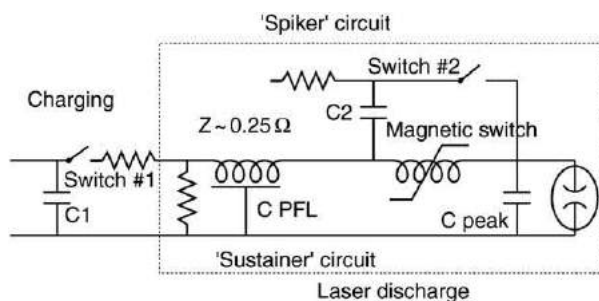 'Spiker' circuit
Switch #2
Charging
C2
Z~0.25 Ω
Magnetic switch
Switch #1
C1
C PFL
C peak
'Sustainer' circuit
Laser discharge